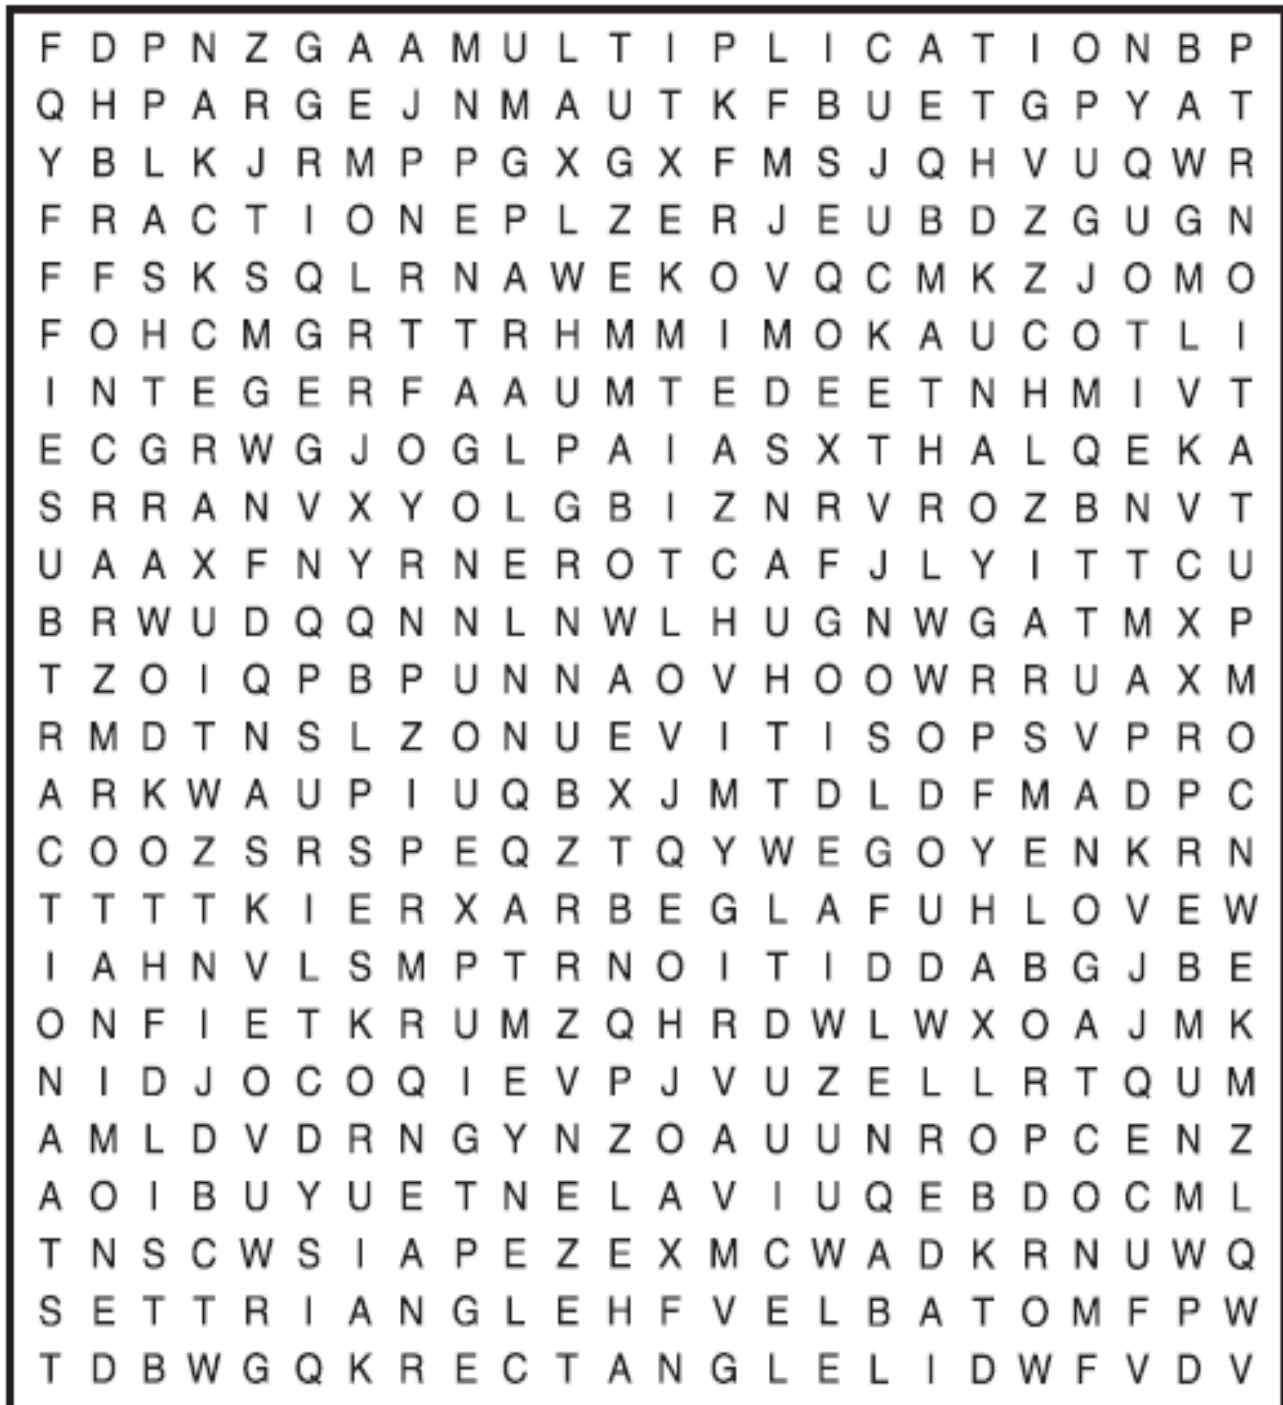 F D P N Z G A A M U L T I P L I C A T I O N B P
Q H P A R G E J N M A U T K F B U E T G P Y A T
Y B L K J R M P P G X G X F M S J Q H V U Q W R
F R A C T I O N E P L Z E R J E U B D Z G U G N
F F S K S Q L R N A W E K O V Q C M K Z J O M O
F O H C M G R T T R H M M I M O K A U C O T L I
I N T E G E R F A A U M T E D E E T N H M I V T
E C G R W G J O G L P A I A S X T H A L Q E K A
S R R A N V X Y O L G B I Z N R V R O Z B N V T
U A A X F N Y R N E R O T C A F J L Y I T T C U
B R W U D Q Q N N L N W L H U G N W G A T M X P
T Z O I Q P B P U N N A O V H O O W R R U A X M
R M D T N S L Z O N U E V I T I S O P S V P R O
A R K W A U P I U Q B X J M T D L D F M A D P C
C O O Z S R S P E Q Z T Q Y W E G O Y E N K R N
T T T T K I E R X A R B E G L A F U H L O V E W
I A H N V L S M P T R N O I T I D D A B G J B E
O N F I E T K R U M Z Q H R D W L W X O A J M K
N I D J O C O Q I E V P J V U Z E L L R T Q U M
A M L D V D R N G Y N Z O A U U N R O P C E N Z
A O I B U Y U E T N E L A V I U Q E B D O C M L
T N S C W S I A P E Z E X M C W A D K R N U W Q
S E T T R I A N G L E H F V E L B A T O M F P W
T D B W G Q K R E C T A N G L E L I D W F V D V